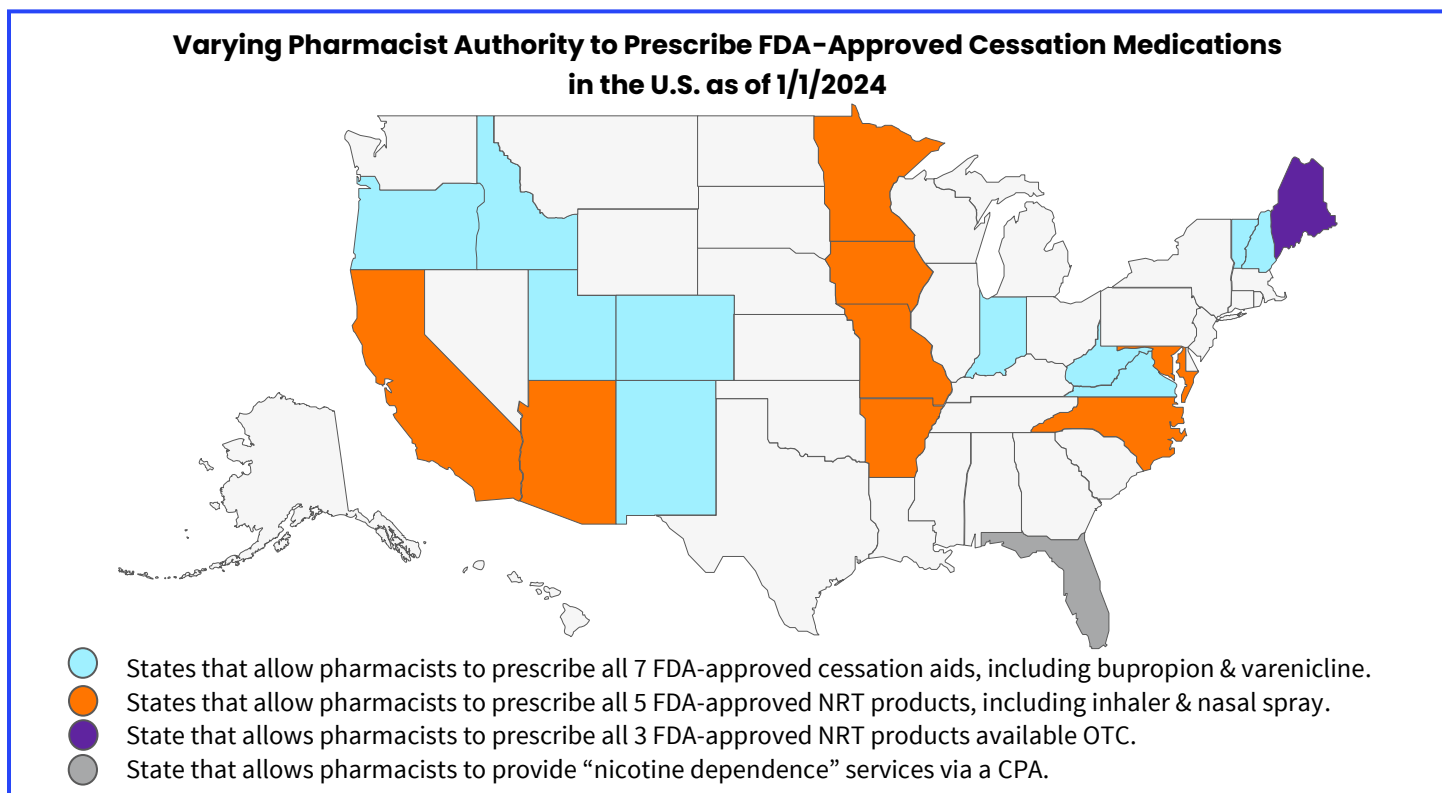 Varying Pharmacist Authority to Prescribe FDA-Approved Cessation Medications
in the U.S. as of 1/1/2024
States that allow pharmacists to prescribe all 7 FDA-approved cessation aids, including bupropion & varenicline.
States that allow pharmacists to prescribe all 5 FDA-approved NRT products, including inhaler & nasal spray.
State that allows pharmacists to prescribe all 3 FDA-approved NRT products available OTC.
State that allows pharmacists to provide “nicotine dependence” services via a CPA.